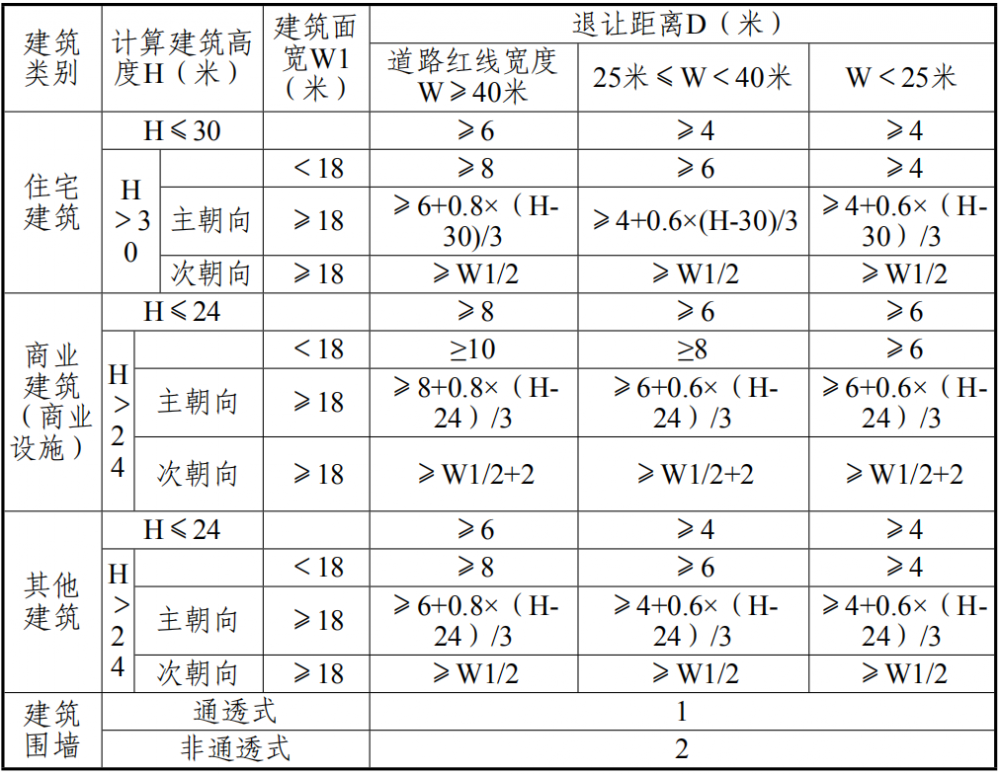 建筑类别 计算建筑高度H（米） 建筑面宽W1（米） 退让距离D（米）
道路红线宽度W≥40米 25米≤W＜40米 W＜25米
住宅建筑 H≤30 ≥6 ≥4 ≥4
H＞30 ＜18 ≥8 ≥6 ≥4
主朝向 ≥18 ≥6+0.8×（H-30)/3 ≥4+0.6×(H-30)/3 ≥4+0.6×（H-30）/3
次朝向 ≥18 ≥W1/2 ≥W1/2 ≥W1/2
商业建筑（商业设施） H≤24 ≥8 ≥6 ≥6
H＞24 ＜18 ≥10 ≥8 ≥6
主朝向 ≥18 ≥8+0.8×（H-24）/3 ≥6+0.6×（H-24）/3 ≥6+0.6×（H-24）/3
次朝向 ≥18 ≥W1/2+2 ≥W1/2+2 ≥W1/2+2
其他建筑 H≤24 ≥6 ≥4 ≥4
H＞24 ＜18 ≥8 ≥6 ≥4
主朝向 ≥18 ≥6+0.8×（H-24）/3 ≥4+0.6×（H-24）/3 ≥4+0.6×（H-24）/3
次朝向 ≥18 ≥W1/2 ≥W1/2 ≥W1/2
建筑围墙 通透式 1
非通透式 2